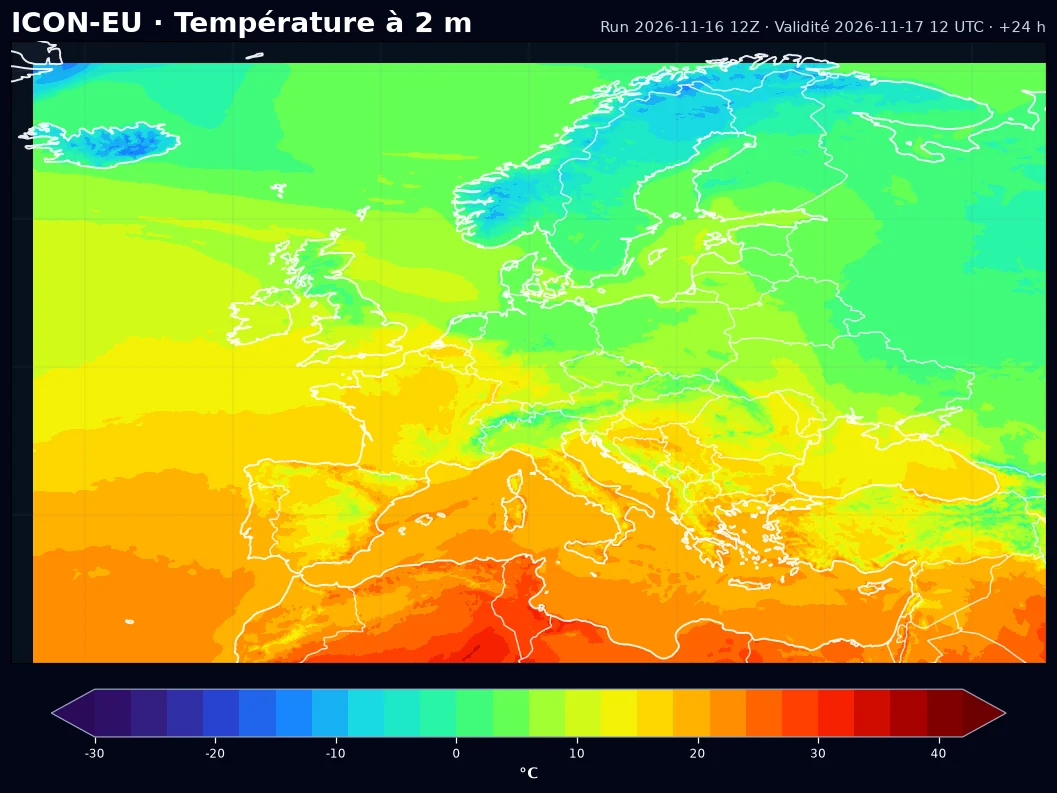 ICON-EU · Température à 2 m
Run 2026-11-16 12Z · Validité 2026-11-17 12 UTC · +24 h
-30 -20 -10 0 10 20 30 40
°C